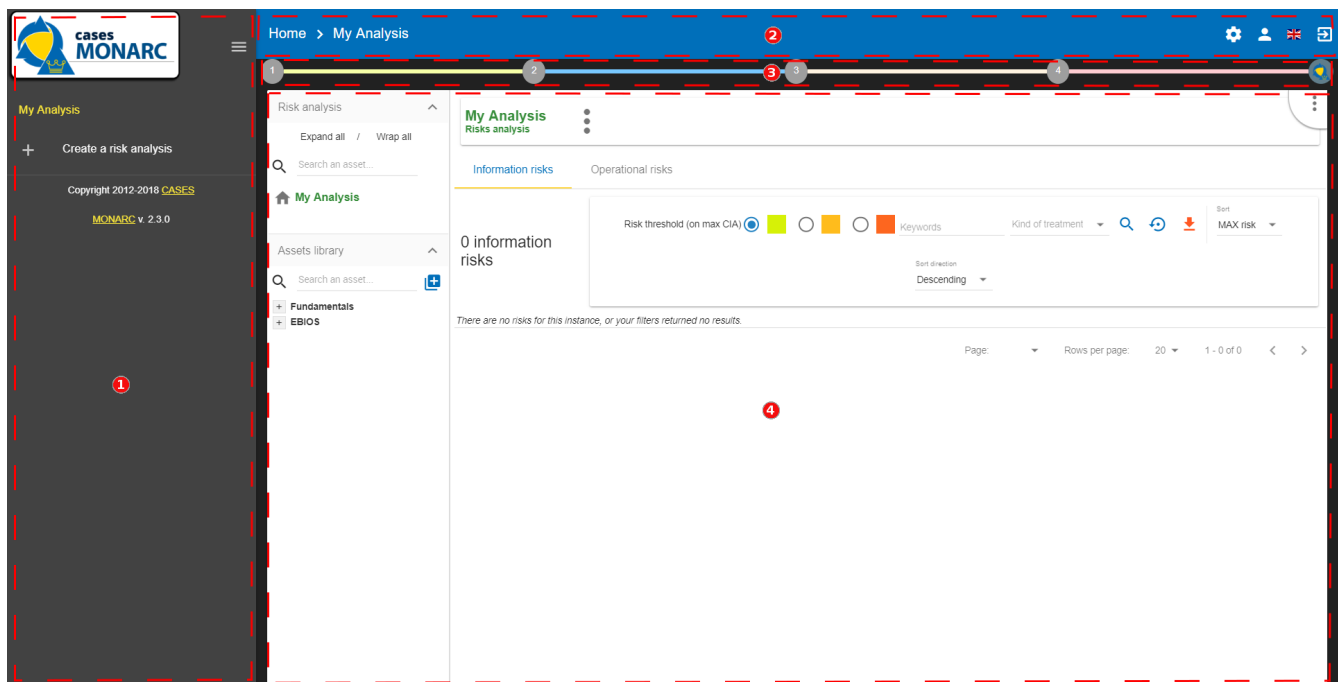 cases
MONARC
My Analysis
+ Create a risk analysis
Copyright 2012-2018 CASES
MONARC v. 2.3.0
1
Home > My Analysis
2
1 2 3 3 4
Risk analysis
Expand all / Wrap all
Search an asset...
My Analysis
Assets library
Search an asset...
+ Fundamentals
+ EBIOS
My Analysis
Risks analysis
Information risks Operational risks
0 information
risks
Risk threshold (on max CIA) Keywords Kind of treatment Sort MAX risk
Sort direction
Descending
There are no risks for this instance, or your filters returned no results.
Page: Rows per page: 20 1 - 0 of 0 < >
4